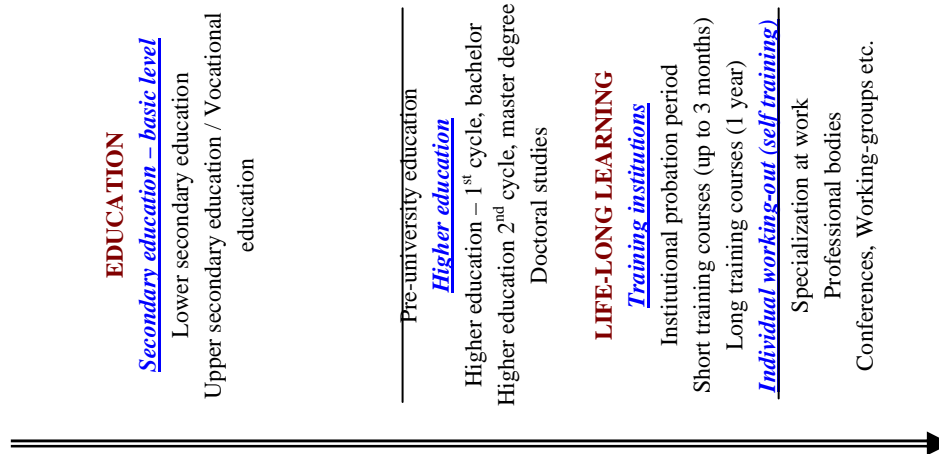 EDUCATION
Secondary education – basic level
Lower secondary education
Upper secondary education / Vocational
education
Pre-university education
Higher education
Higher education – 1st cycle, bachelor
Higher education 2nd cycle, master degree
Doctoral studies
LIFE-LONG LEARNING
Training institutions
Institutional probation period
Short training courses (up to 3 months)
Long training courses (1 year)
Individual working-out (self training)
Specialization at work
Professional bodies
Conferences, Working-groups etc.